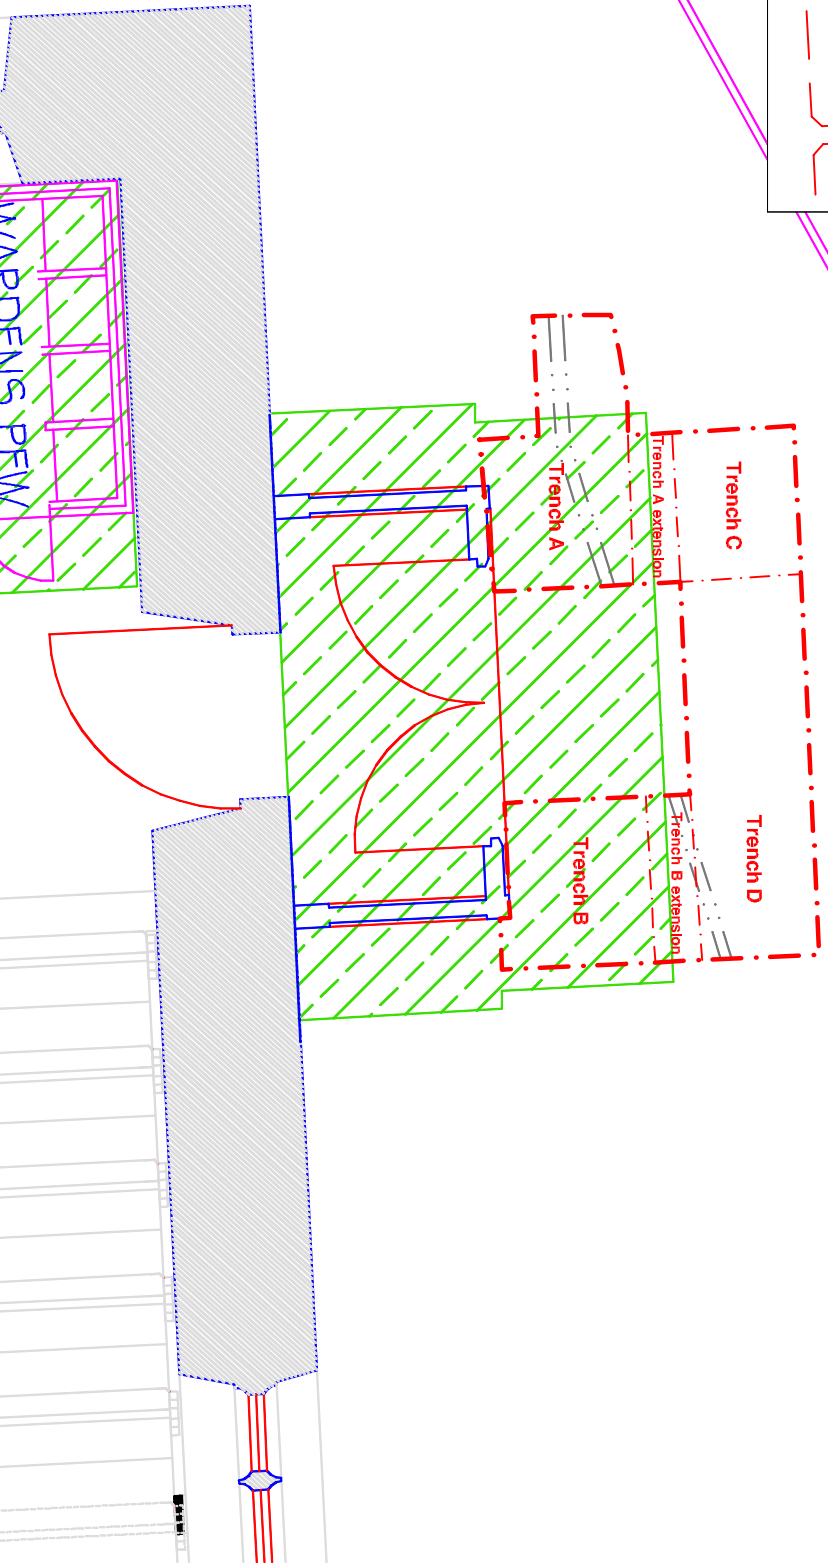 WARDENS PEW
Trench A
Trench A extension
Trench C
Trench B
Trench B extension
Trench D